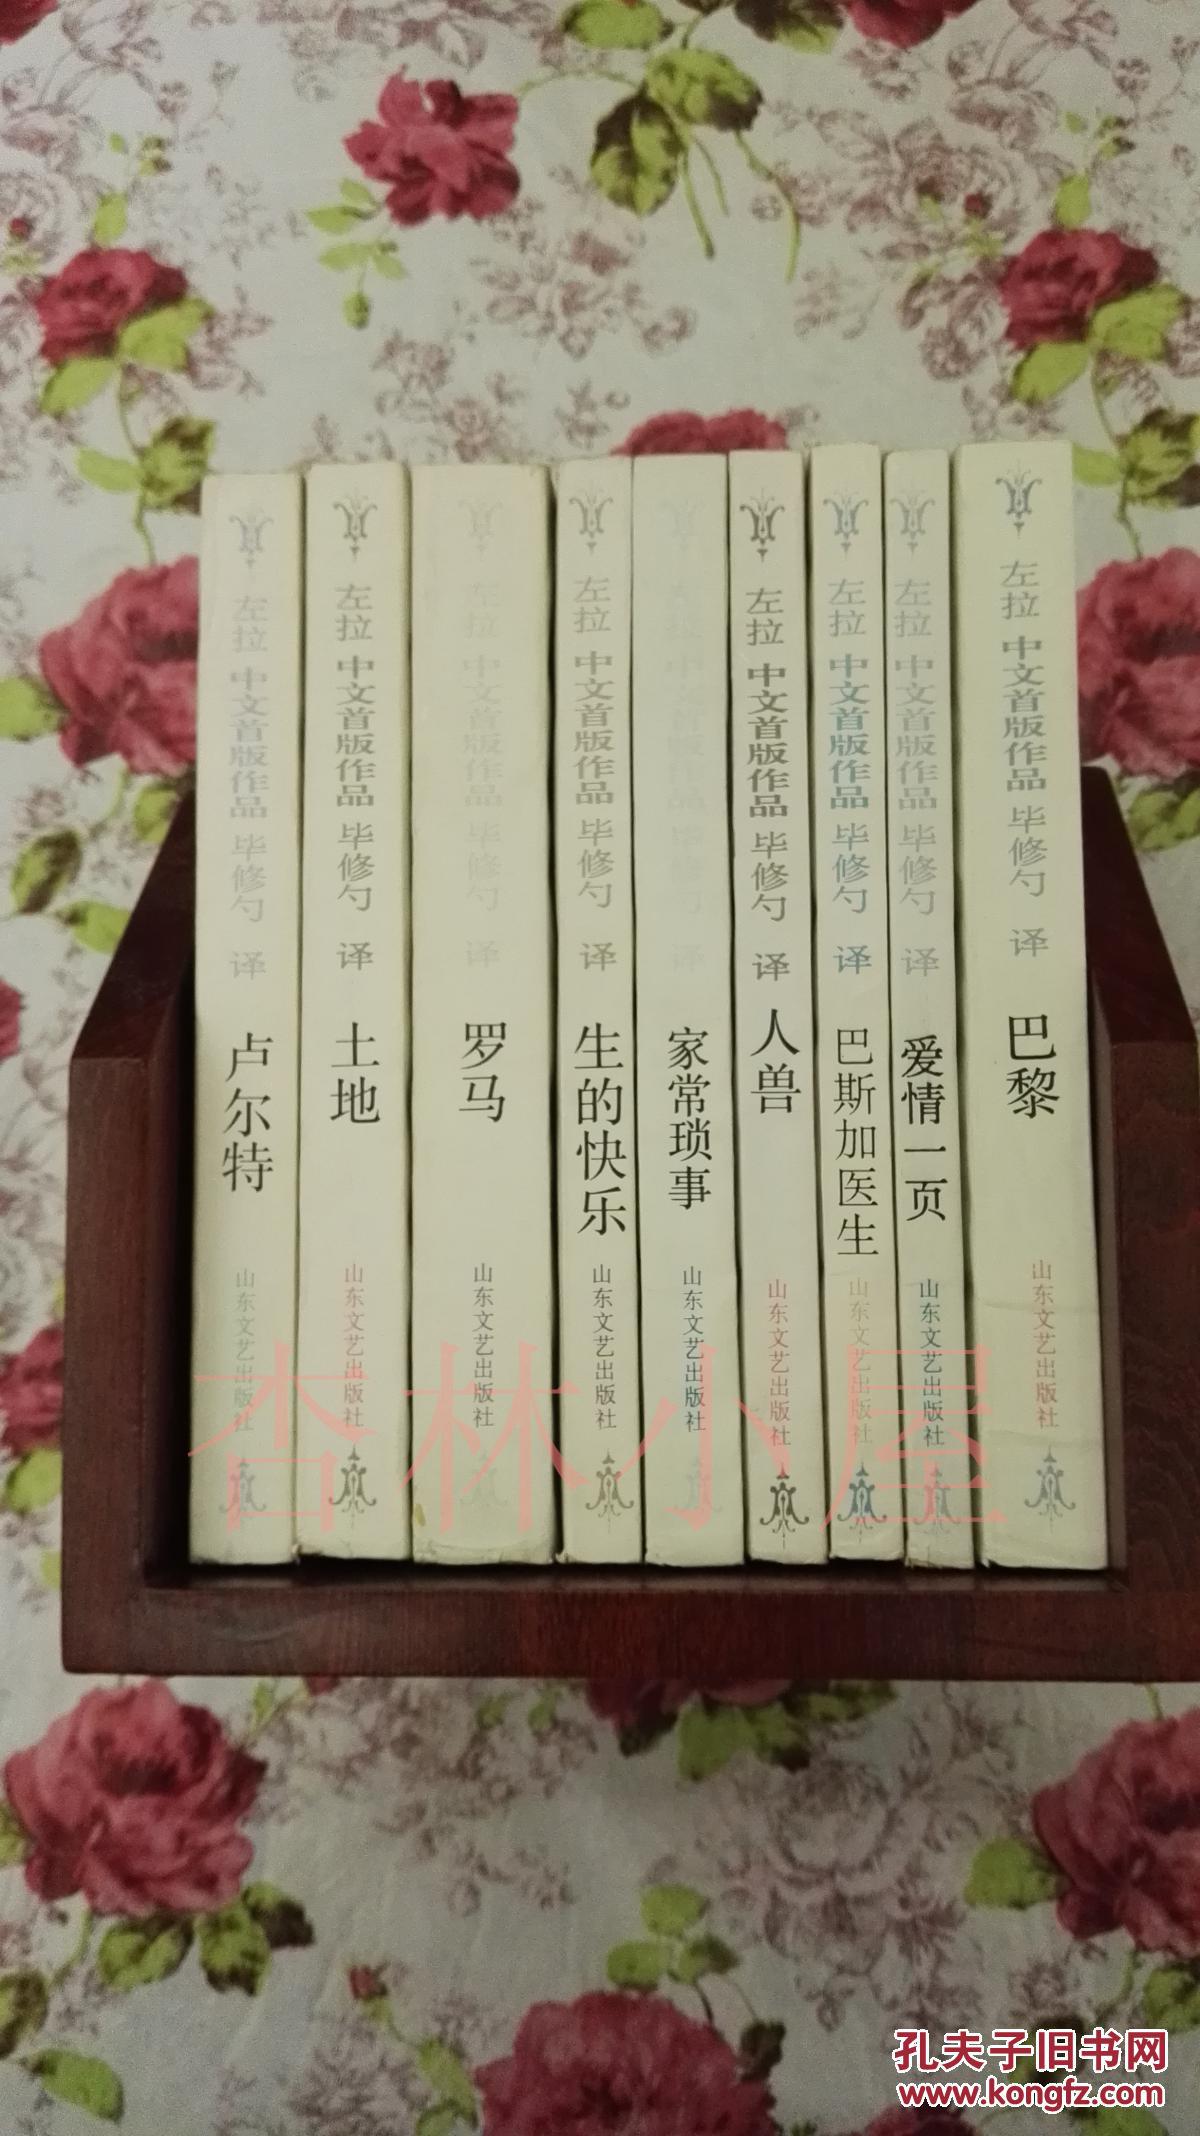 左拉 中文首版作品 毕修勺 译 卢尔特 山东文艺出版社
左拉 中文首版作品 毕修勺 译 土地 山东文艺出版社
左拉 中文首版作品 毕修勺 译 罗马 山东文艺出版社
左拉 中文首版作品 毕修勺 译 生的快乐 山东文艺出版社
左拉 中文首版作品 毕修勺 译 家常琐事 山东文艺出版社
左拉 中文首版作品 毕修勺 译 人兽 山东文艺出版社
左拉 中文首版作品 毕修勺 译 巴斯加医生 山东文艺出版社
左拉 中文首版作品 毕修勺 译 爱情一页 山东文艺出版社
左拉 中文首版作品 毕修勺 译 巴黎 山东文艺出版社
杏林小屋
孔夫子旧书网
www.kongfz.com